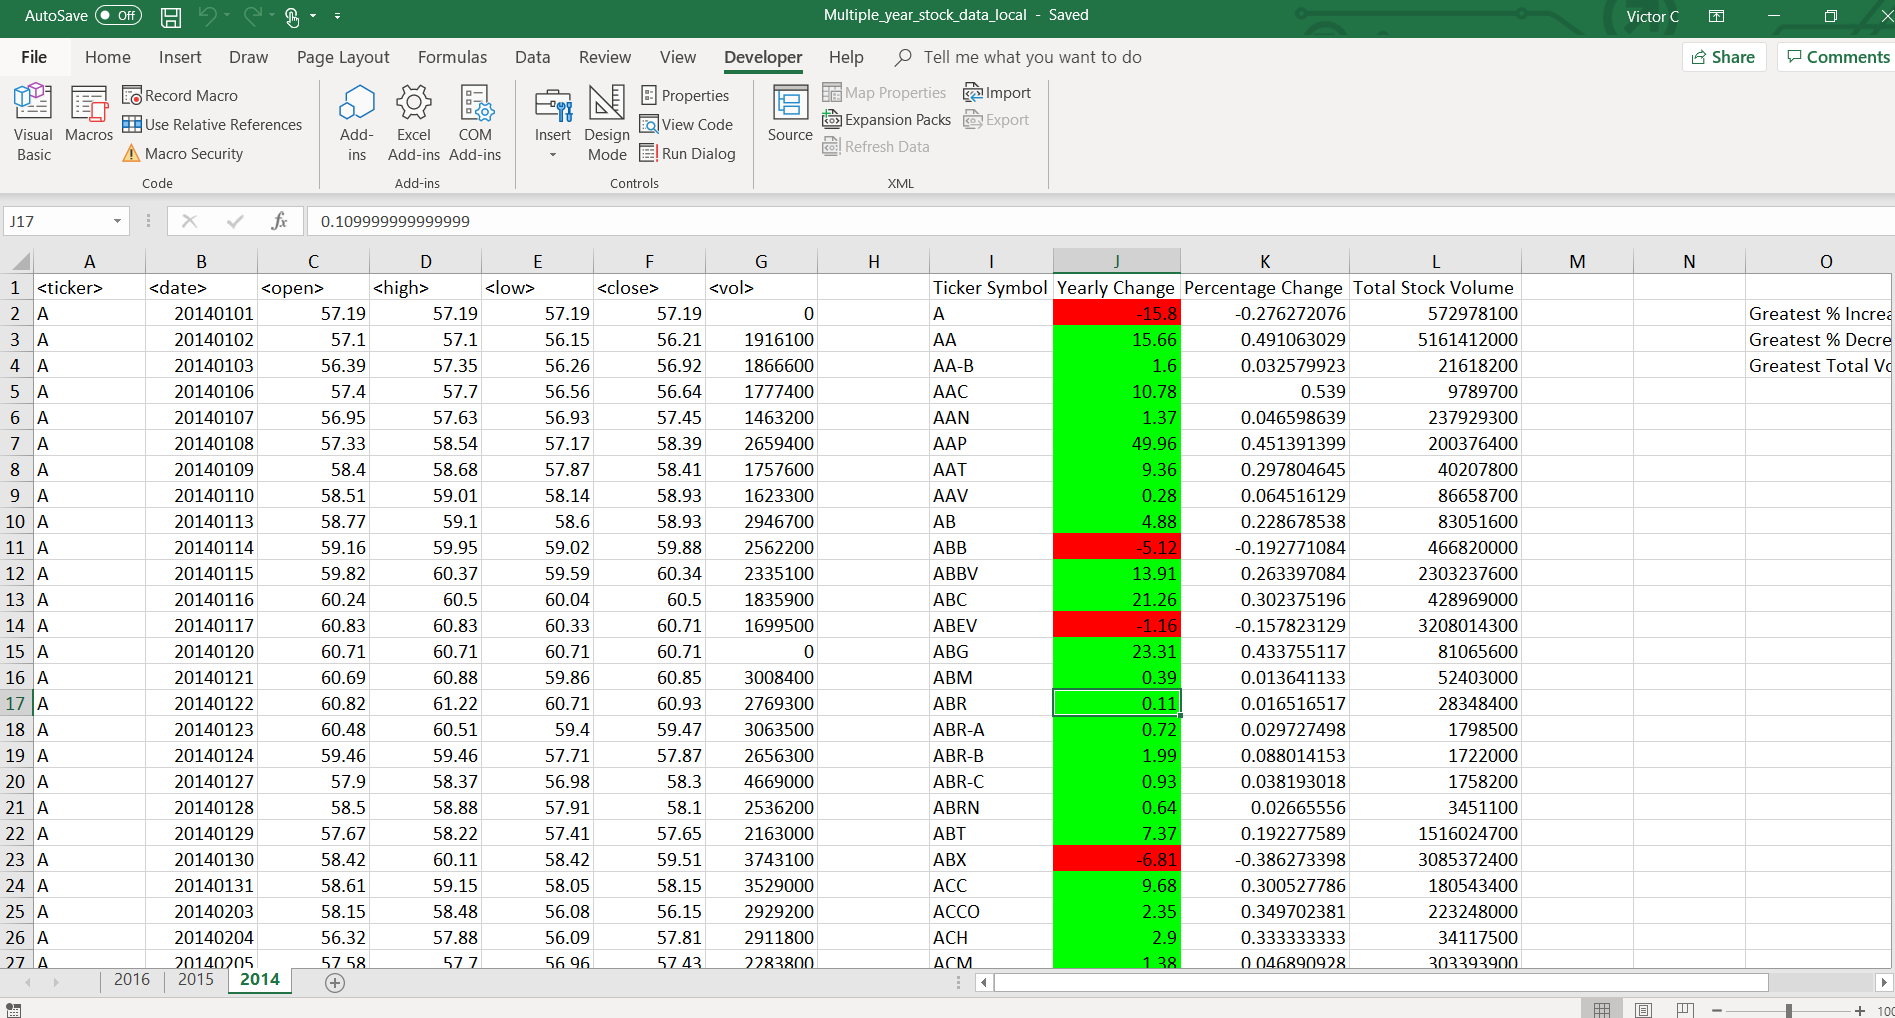 AutoSave Off Multiple_year_stock_data_local - Saved Victor C
File Home Insert Draw Page Layout Formulas Data Review View Developer Help Tell me what you want to do Share Comments
Visual Basic
Macros
Record Macro
Use Relative References
Macro Security
Code
Add-ins
Excel Add-ins
COM Add-ins
Add-ins
Insert
Design Mode
Properties
View Code
Run Dialog
Controls
Source
Map Properties
Expansion Packs
Refresh Data
Import
Export
XML
J17 fx 0.109999999999999
A B C D E F G H I J K L M N O
1 <ticker> <date> <open> <high> <low> <close> <vol> Ticker Symbol Yearly Change Percentage Change Total Stock Volume
2 A 20140101 57.19 57.19 57.19 57.19 0 A -15.8 -0.276272076 572978100 Greatest % Increa
3 A 20140102 57.1 57.1 56.15 56.21 1916100 AA 15.66 0.491063029 5161412000 Greatest % Decre
4 A 20140103 56.39 57.35 56.26 56.92 1866600 AA-B 1.6 0.032579923 21618200 Greatest Total Vo
5 A 20140106 57.4 57.7 56.56 56.64 1777400 AAC 10.78 0.539 9789700
6 A 20140107 56.95 57.63 56.93 57.45 1463200 AAN 1.37 0.046598639 237929300
7 A 20140108 57.33 58.54 57.17 58.39 2659400 AAP 49.96 0.451391399 200376400
8 A 20140109 58.4 58.68 57.87 58.41 1757600 AAT 9.36 0.297804645 40207800
9 A 20140110 58.51 59.01 58.14 58.93 1623300 AAV 0.28 0.064516129 86658700
10 A 20140113 58.77 59.1 58.6 58.93 2946700 AB 4.88 0.228678538 83051600
11 A 20140114 59.16 59.95 59.02 59.88 2562200 ABB -5.12 -0.192771084 466820000
12 A 20140115 59.82 60.37 59.59 60.34 2335100 ABBV 13.91 0.263397084 2303237600
13 A 20140116 60.24 60.5 60.04 60.5 1835900 ABC 21.26 0.302375196 428969000
14 A 20140117 60.83 60.83 60.33 60.71 1699500 ABEV -1.16 -0.157823129 3208014300
15 A 20140120 60.71 60.71 60.71 60.71 0 ABG 23.31 0.433755117 81065600
16 A 20140121 60.69 60.88 59.86 60.85 3008400 ABM 0.39 0.013641133 52403000
17 A 20140122 60.82 61.22 60.71 60.93 2769300 ABR 0.11 0.016516517 28348400
18 A 20140123 60.48 60.51 59.4 59.47 3063500 ABR-A 0.72 0.029727498 1798500
19 A 20140124 59.46 59.46 57.71 57.87 2656300 ABR-B 1.99 0.088014153 1722000
20 A 20140127 57.9 58.37 56.98 58.3 4669000 ABR-C 0.93 0.038193018 1758200
21 A 20140128 58.5 58.88 57.91 58.1 2536200 ABRN 0.64 0.02665556 3451100
22 A 20140129 57.67 58.22 57.41 57.65 2163000 ABT 7.37 0.192277589 1516024700
23 A 20140130 58.42 60.11 58.42 59.51 3743100 ABX -6.81 -0.386273398 3085372400
24 A 20140131 58.61 59.15 58.05 58.15 3529000 ACC 9.68 0.300527786 180543400
25 A 20140203 58.15 58.48 56.08 56.15 2929200 ACCO 2.35 0.349702381 223248000
26 A 20140204 56.32 57.88 56.09 57.81 2911800 ACH 2.9 0.333333333 34117500
27 A 20140205 57.58 57.7 56.96 57.43 2283800 ACM 1.38 0.046890928 303393900
2016 2015 2014
100